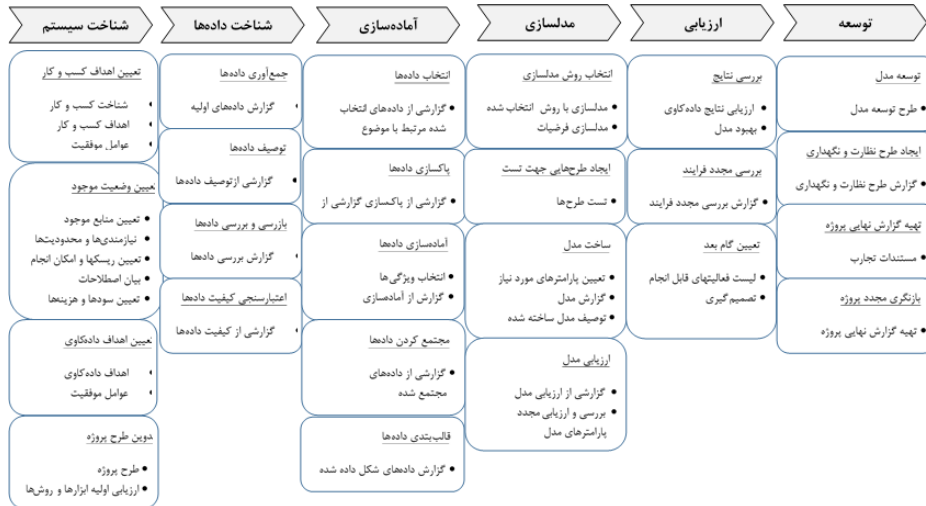 شناخت سیستم
تعیین اهداف کسب و کار
شناخت کسب و کار
اهداف کسب و کار
عوامل موفقیت
تعیین وضعیت موجود
تعیین منابع موجود
نیازمندی‌ها و محدودیت‌ها
تعیین ریسکها و امکان انجام
بیان اصطلاحات
تعیین سودها و هزینه‌ها
تعیین اهداف داده‌کاوی
اهداف داده‌کاوی
عوامل موفقیت
دوین طرح پروژه
طرح پروژه
ارزیابی اولیه ابزارها و روش‌ها
شناخت داده‌ها
جمع‌آوری داده‌ها
گزارش داده‌های اولیه
توصیف داده‌ها
گزارشی ازتوصیف داده‌ها
بازرسی و بررسی داده‌ها
گزارش بررسی داده‌ها
اعتبارسنجی کیفیت داده‌ها
گزارشی از کیفیت داده‌ها
آماده‌سازی
انتخاب داده‌ها
گزارشی از داده‌های انتخاب
شده مرتبط با موضوع
پاکسازی داده‌ها
گزارشی از پاکسازی گزارشی از
آماده‌سازی داده‌ها
انتخاب ویژگی‌ها
گزارش از آماده‌سازی
مجتمع کردن داده‌ها
گزارشی از داده‌های
مجتمع شده
قالب‌بندی داده‌ها
گزارش داده‌های شکل داده شده
مدلسازی
انتخاب روش مدلسازی
مدلسازی با روش انتخاب شده
مدلسازی فرضیات
ایجاد طرح‌هایی جهت تست
تست طرح‌ها
ساخت مدل
تعیین پارامترهای مورد نیاز
گزارش مدل
توصیف مدل ساخته شده
ارزیابی مدل
گزارشی از ارزیابی مدل
بررسی و ارزیابی مجدد
پارامترهای مدل
ارزیابی
بررسی نتایج
ارزیابی نتایج داده‌کاوی
بهبود مدل
بررسی مجدد فرایند
گزارش بررسی مجدد فرایند
تعیین گام بعد
لیست فعالیتهای قابل انجام
تصمیم گیری
توسعه
توسعه مدل
طرح توسعه مدل
ایجاد طرح نظارت و نگهداری
گزارش طرح نظارت و نگهداری
تهیه گزارش نهایی پروژه
مستندات تجارب
بازنگری مجدد پروژه
تهیه گزارش نهایی پروژه